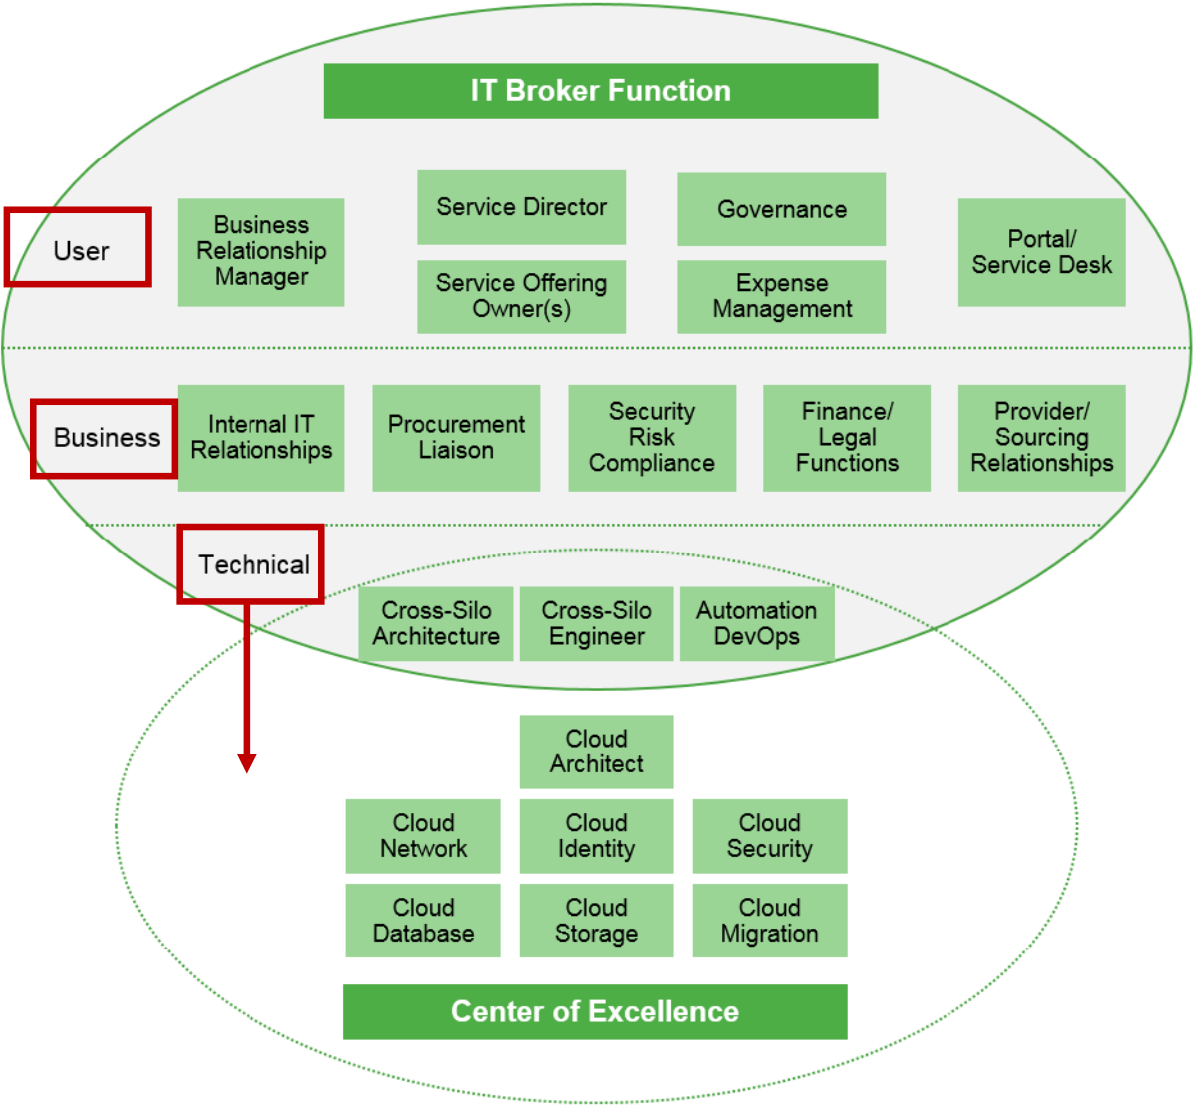 IT Broker Function
User
Business
Relationship
Manager
Service Director
Service Offering
Owner(s)
Governance
Expense
Management
Portal/
Service Desk
Business
Internal IT
Relationships
Procurement
Liaison
Security
Risk
Compliance
Finance/
Legal
Functions
Provider/
Sourcing
Relationships
Technical
Cross-Silo
Architecture
Cross-Silo
Engineer
Automation
DevOps
Cloud
Architect
Cloud
Network
Cloud
Identity
Cloud
Security
Cloud
Database
Cloud
Storage
Cloud
Migration
Center of Excellence